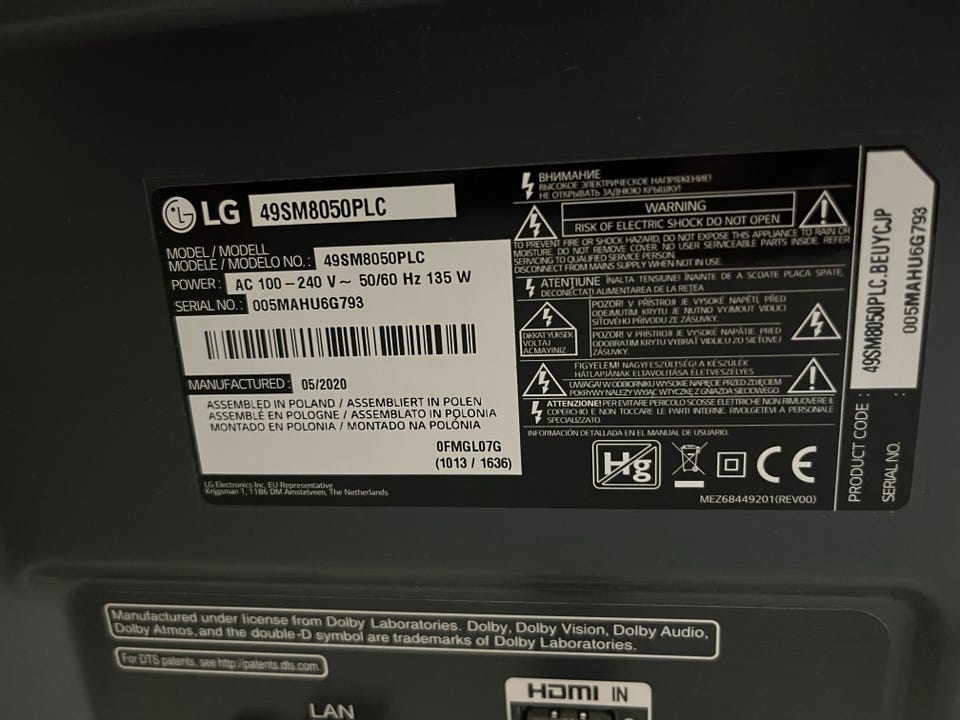 LG 49SM8050PLC
MODEL / MODELL
MODÈLE / MODELO NO. : 49SM8050PLC
POWER : AC 100 – 240 V ~ 50/60 Hz 135 W
SERIAL NO. : 005MAHU6G793
MANUFACTURED : 05/2020
ASSEMBLED IN POLAND / ASSEMBLIERT IN POLEN
ASSEMBLÉ EN POLOGNE / ASSEMBLATO IN POLONIA
MONTADO EN POLONIA / MONTADO NA POLÓNIA
0FMGL07G
(1013 / 1636)
LG Electronics Inc. EU Representative
Krijgsman 1, 1186 DM Amstelveen, The Netherlands
ВНИМАНИЕ
ВЫСОКОЕ ЭЛЕКТРИЧЕСКОЕ НАПРЯЖЕНИЕ!
НЕ ОТКРЫВАТЬ ЗАДНЮЮ КРЫШКУ!
WARNING
RISK OF ELECTRIC SHOCK DO NOT OPEN
TO PREVENT FIRE OR SHOCK HAZARD, DO NOT EXPOSE THIS APPLIANCE TO RAIN OR
MOISTURE. DO NOT REMOVE COVER. NO USER SERVICEABLE PARTS INSIDE. REFER
SERVICING TO QUALIFIED SERVICE PERSON.
DISCONNECT FROM MAINS SUPPLY WHEN NOT IN USE.
ATENŢIUNE ÎNALTA TENSIUNE! ÎNAINTE DE A SCOATE PLACA SPATE,
DECONECTAŢI ALIMENTAREA DE LA REŢEA
DİKKAT YÜKSEK
VOLTAJ
AÇMAYINIZ
POZOR! V PŘÍSTROJI JE VYSOKÉ NAPĚTÍ, PŘED
ODEJMUTÍM KRYTU JE NUTNO VYJMOUT VIDLICI
SÍŤOVÉHO PŘÍVODU ZE ZÁSUVKY.
POZOR! V PRÍSTROJI JE VYSOKÉ NAPÄTIE. PRED
ODOBRATÍM KRYTU VYBRAŤ VIDLICU ZO SIEŤOVEJ
ZÁSUVKY.
FIGYELEM! NAGYFESZÜLTSÉG! A KÉSZÜLÉK
HÁTLAPJÁNAK ELTÁVOLÍTÁSA ÉLETVESZÉLYES
UWAGA! W ODBIORNIKU WYSOKIE NAPIĘCIE PRZED ZDJĘCIEM
POKRYWY NALEŻY WYJĄĆ WTYCZKĘ Z GNIAZDA SIECIOWEGO.
ATTENZIONE! PER EVITARE PERICOLO SCOSSE ELETTRICHE NON RIMUOVERE IL
COPERCHIO E NON TOCCARE LE PARTI INTERNE. RIVOLGETEVI A PERSONALE
SPECIALIZZATO.
INFORMACIÓN DETALLADA EN EL MANUAL DE USUARIO.
Hg CE
MEZ68449201(REV00)
PRODUCT CODE : 49SM8050PLC.BEUYCJP
SERIAL NO. 005MAHU6G793
Manufactured under license from Dolby Laboratories. Dolby, Dolby Vision, Dolby Audio,
Dolby Atmos, and the double-D symbol are trademarks of Dolby Laboratories.
For DTS patents, see http://patents.dts.com.
LAN
HDMI IN